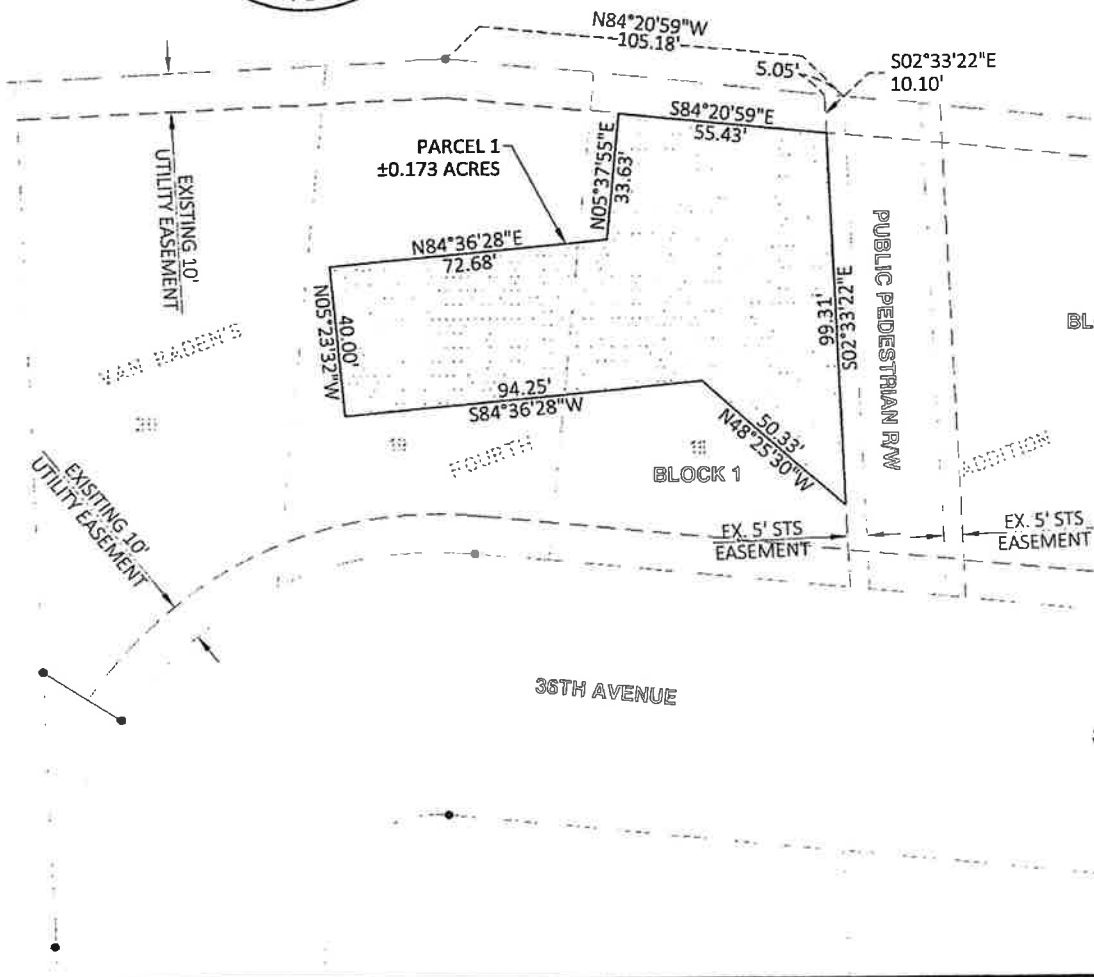 N84°20'59"W
105.18'
5.05'
S02°33'22"E
10.10'
S84°20'59"E
55.43'
PARCEL 1
±0.173 ACRES
N05°37'55"E
33.63'
EXISTING 10'
UTILITY EASEMENT
N84°36'28"E
72.68'
PUBLIC PEDESTRIAN R/W
99.31'
S02°33'22"E
BL
40.00'
N05°23'32"W
VAN RADEN'S
94.25'
S84°36'28"W
50.33'
N48°25'30"W
20
19
18
FOURTH
ADDITION
BLOCK 1
EXISITING 10'
UTILITY EASEMENT
EX. 5' STS
EASEMENT
EX. 5' STS
EASEMENT
36TH AVENUE